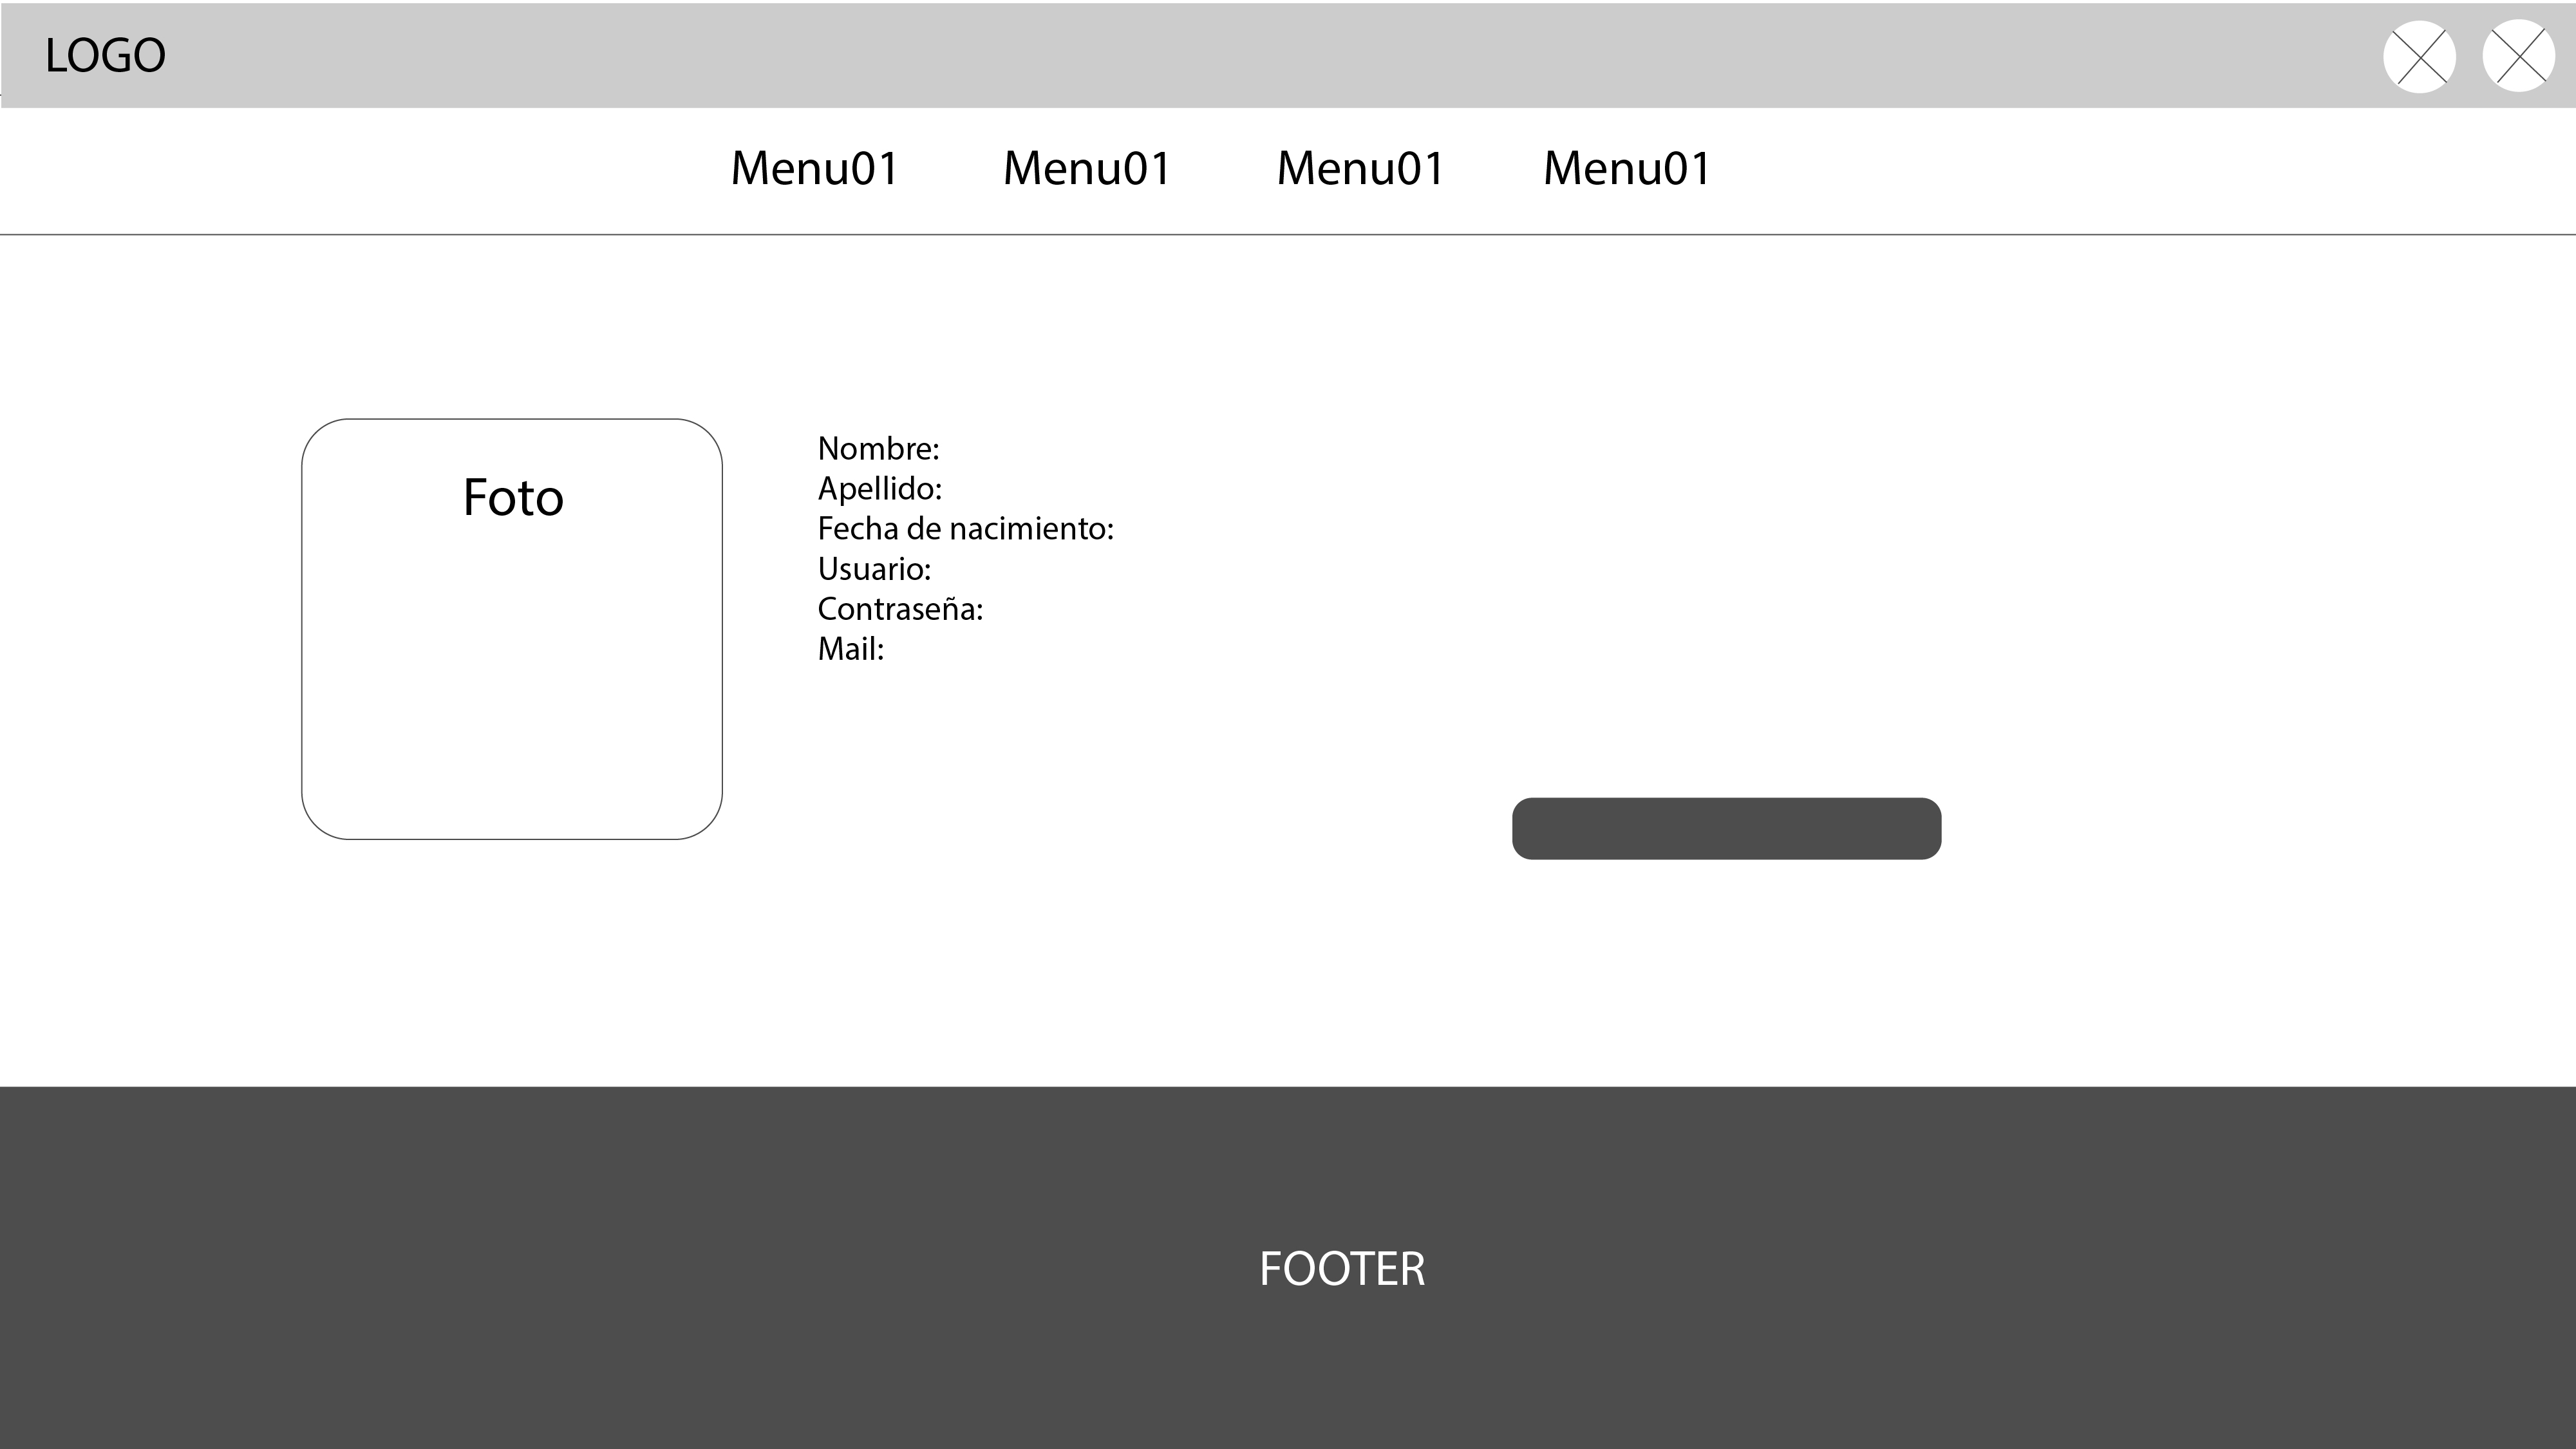 LOGO
Menu01 Menu01 Menu01 Menu01
Foto
Nombre:
Apellido:
Fecha de nacimiento:
Usuario:
Contraseña:
Mail:
FOOTER